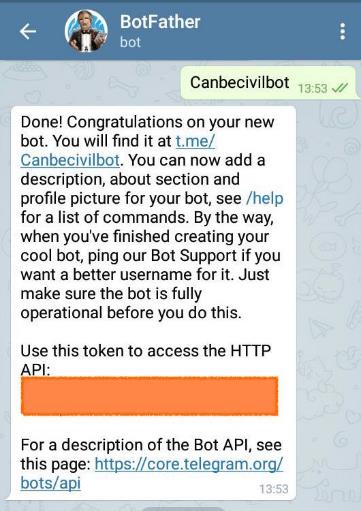 BotFather
bot
Canbecivilbot 13:53
Done! Congratulations on your new
bot. You will find it at t.me/
Canbecivilbot. You can now add a
description, about section and
profile picture for your bot, see /help
for a list of commands. By the way,
when you've finished creating your
cool bot, ping our Bot Support if you
want a better username for it. Just
make sure the bot is fully
operational before you do this.
Use this token to access the HTTP
API:
For a description of the Bot API, see
this page: https://core.telegram.org/
bots/api 13:53